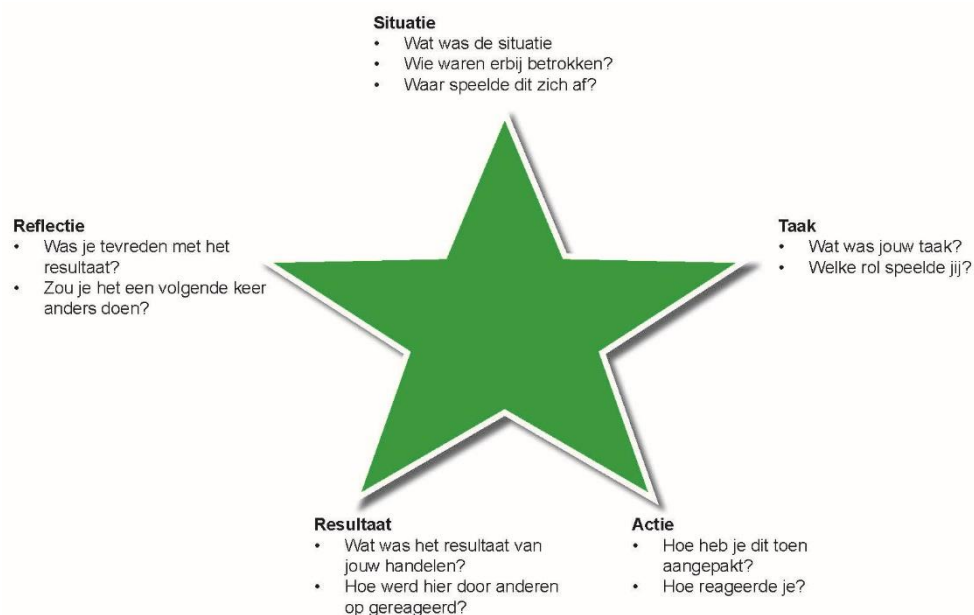 Situatie
• Wat was de situatie
• Wie waren erbij betrokken?
• Waar speelde dit zich af?
Reflectie
• Was je tevreden met het
resultaat?
• Zou je het een volgende keer
anders doen?
Taak
• Wat was jouw taak?
• Welke rol speelde jij?
Resultaat
• Wat was het resultaat van
jouw handelen?
• Hoe werd hier door anderen
op gereageerd?
Actie
• Hoe heb je dit toen
aangepakt?
• Hoe reageerde je?